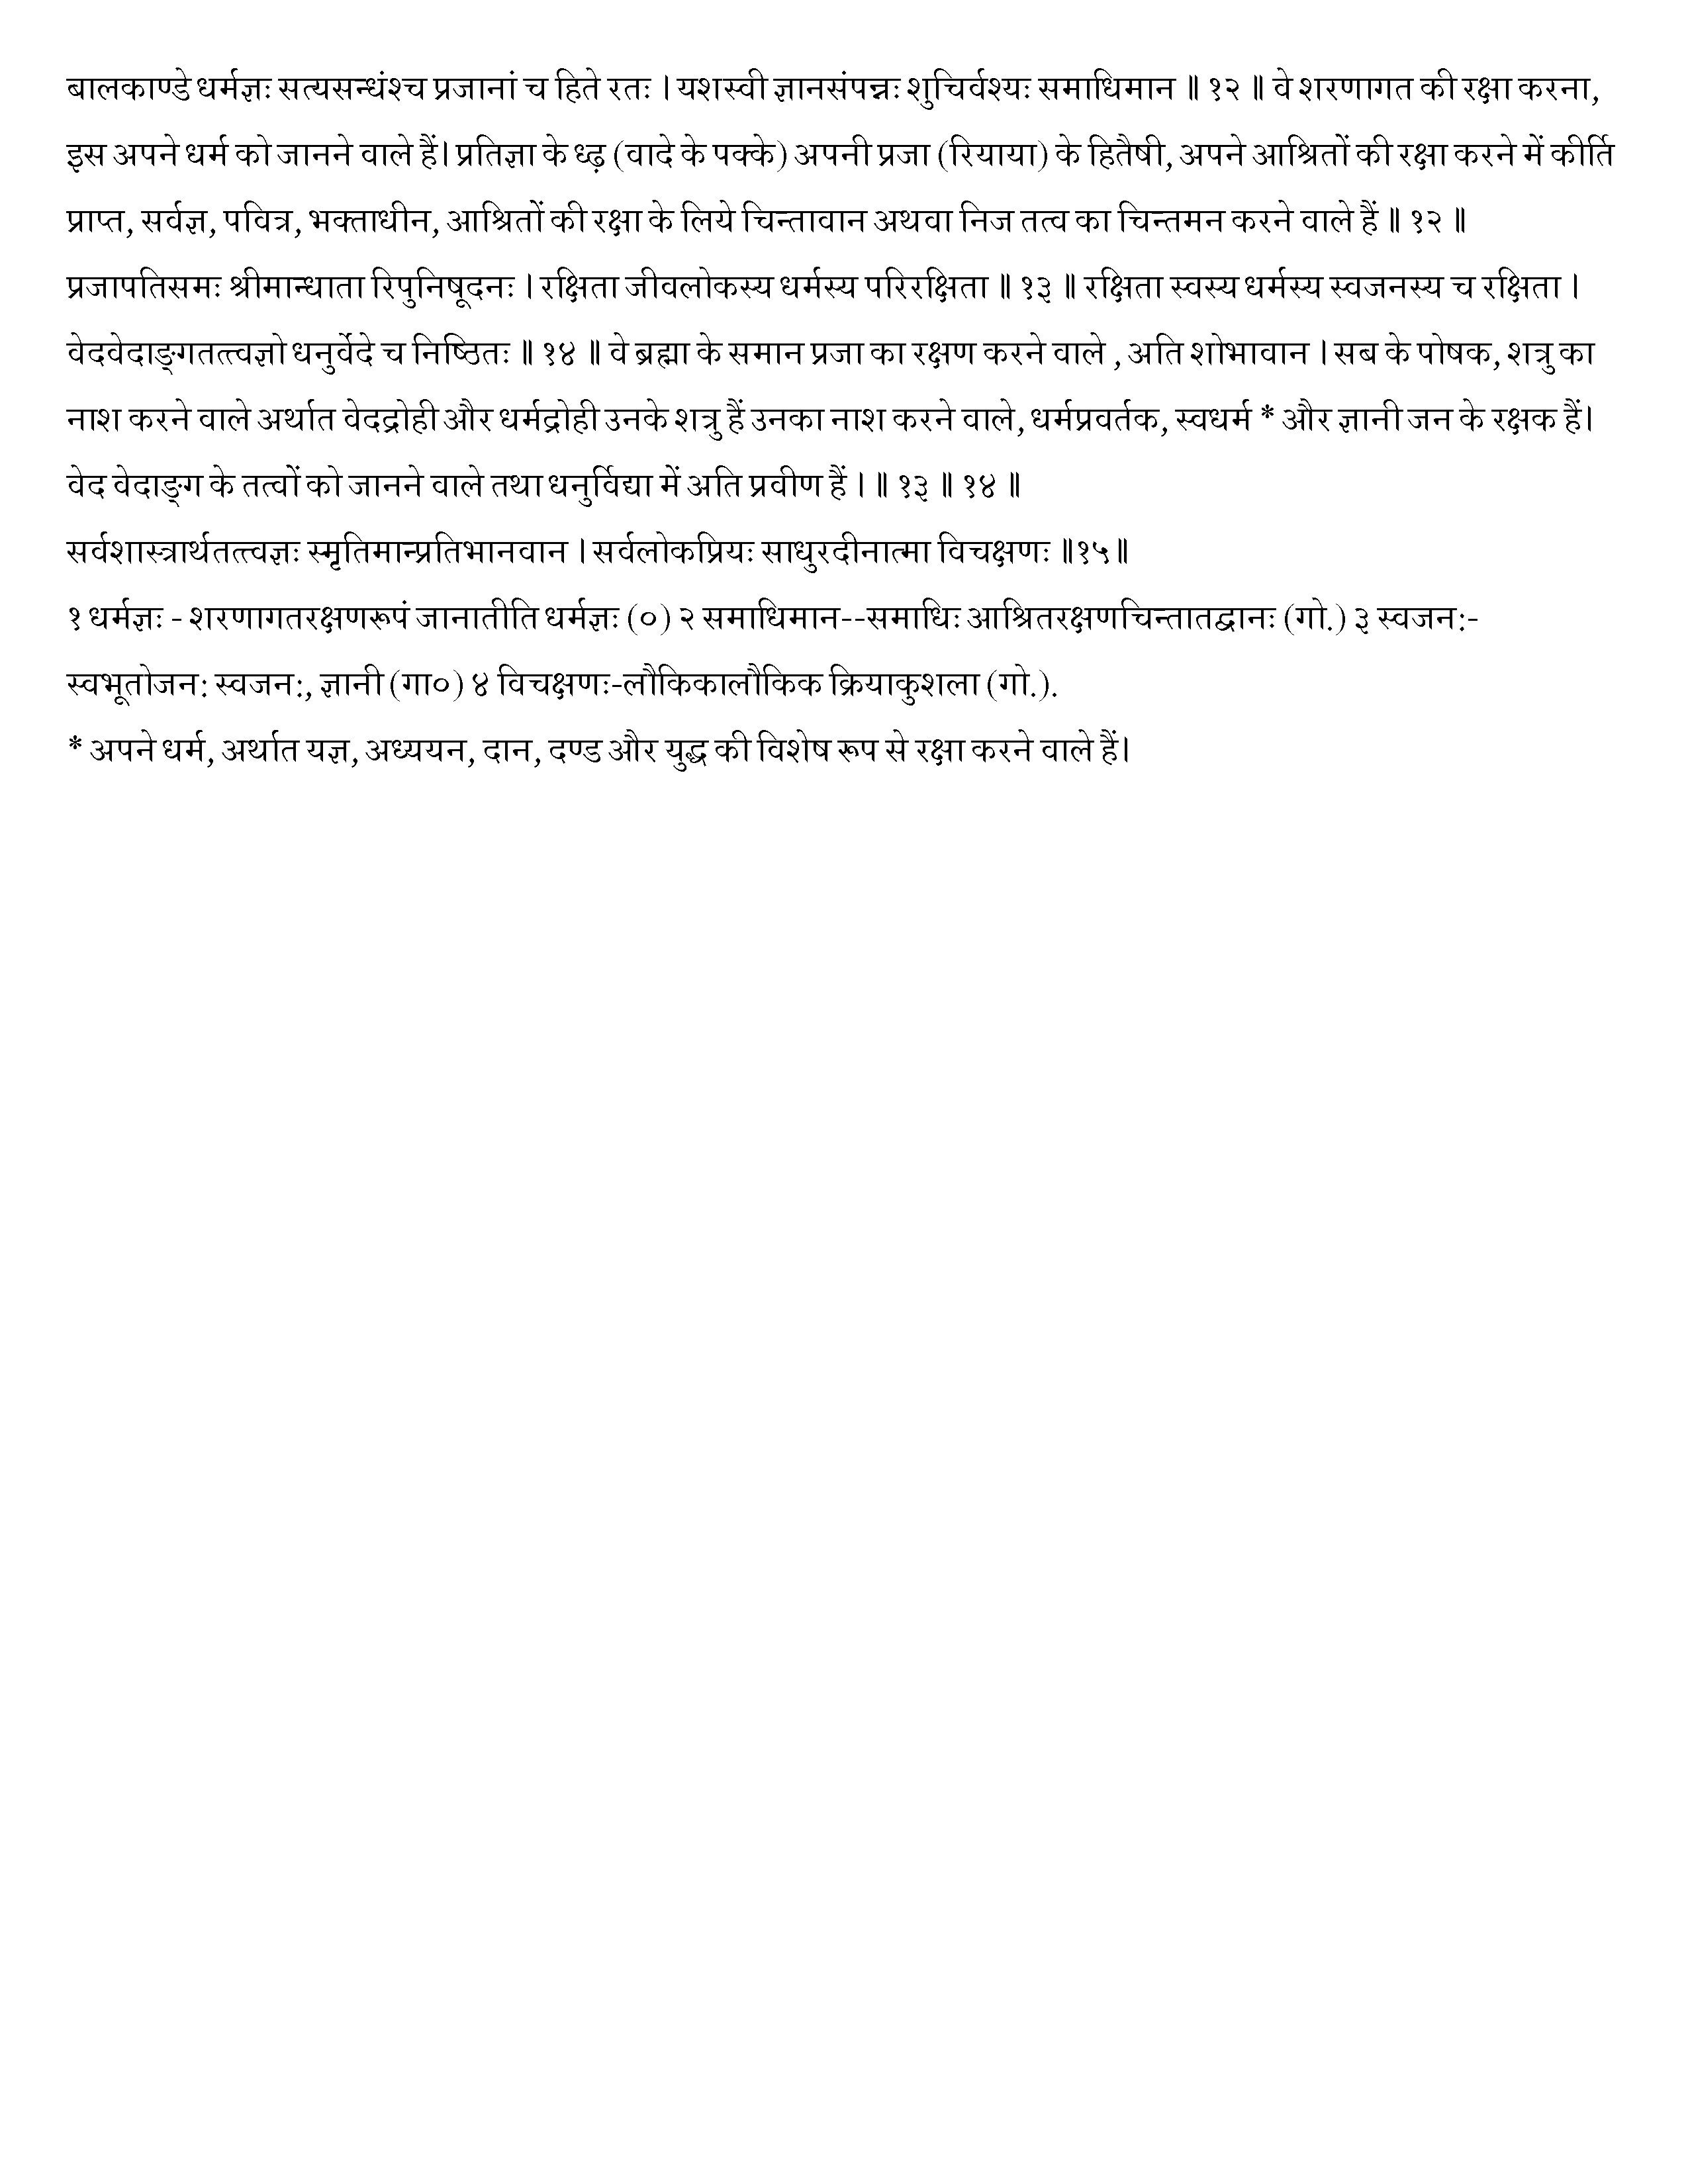 बालकाण्डे धर्मज्ञः सत्यसन्धंश्च प्रजानां च हिते रतः । यशस्वी ज्ञानसंपन्नः शुचिर्वश्यः समाधिमान ॥ १२ ॥ वे शरणागत की रक्षा करना,
इस अपने धर्म को जानने वाले हैं। प्रतिज्ञा के ध्ढ़ (वादे के पक्के) अपनी प्रजा (रियाया) के हितैषी, अपने आश्रितों की रक्षा करने में कीर्ति
प्राप्त, सर्वज्ञ, पवित्र, भक्ताधीन, आश्रितों की रक्षा के लिये चिन्तावान अथवा निज तत्व का चिन्तमन करने वाले हैं ॥ १२ ॥
प्रजापतिसमः श्रीमान्धाता रिपुनिषूदनः । रक्षिता जीवलोकस्य धर्मस्य परिरक्षिता ॥ १३ ॥ रक्षिता स्वस्य धर्मस्य स्वजनस्य च रक्षिता ।
वेदवेदाङ्गतत्त्वज्ञो धनुर्वेदे च निष्ठितः ॥ १४ ॥ वे ब्रह्मा के समान प्रजा का रक्षण करने वाले , अति शोभावान । सब के पोषक, शत्रु का
नाश करने वाले अर्थात वेदद्रोही और धर्मद्रोही उनके शत्रु हैं उनका नाश करने वाले, धर्मप्रवर्तक, स्वधर्म * और ज्ञानी जन के रक्षक हैं।
वेद वेदाङ्ग के तत्वों को जानने वाले तथा धनुर्विद्या में अति प्रवीण हैं । ॥ १३ ॥ १४ ॥
सर्वशास्त्रार्थतत्त्वज्ञः स्मृतिमान्प्रतिभानवान । सर्वलोकप्रियः साधुरदीनात्मा विचक्षणः ॥१५॥
१ धर्मज्ञः - शरणागतरक्षणरूपं जानातीति धर्मज्ञः (०) २ समाधिमान--समाधिः आश्रितरक्षणचिन्तातद्वानः (गो.) ३ स्वजन:-
स्वभूतोजन: स्वजन:, ज्ञानी (गा०) ४ विचक्षणः-लौकिकालौकिक क्रियाकुशला (गो.).
* अपने धर्म, अर्थात यज्ञ, अध्ययन, दान, दण्ड और युद्ध की विशेष रूप से रक्षा करने वाले हैं।